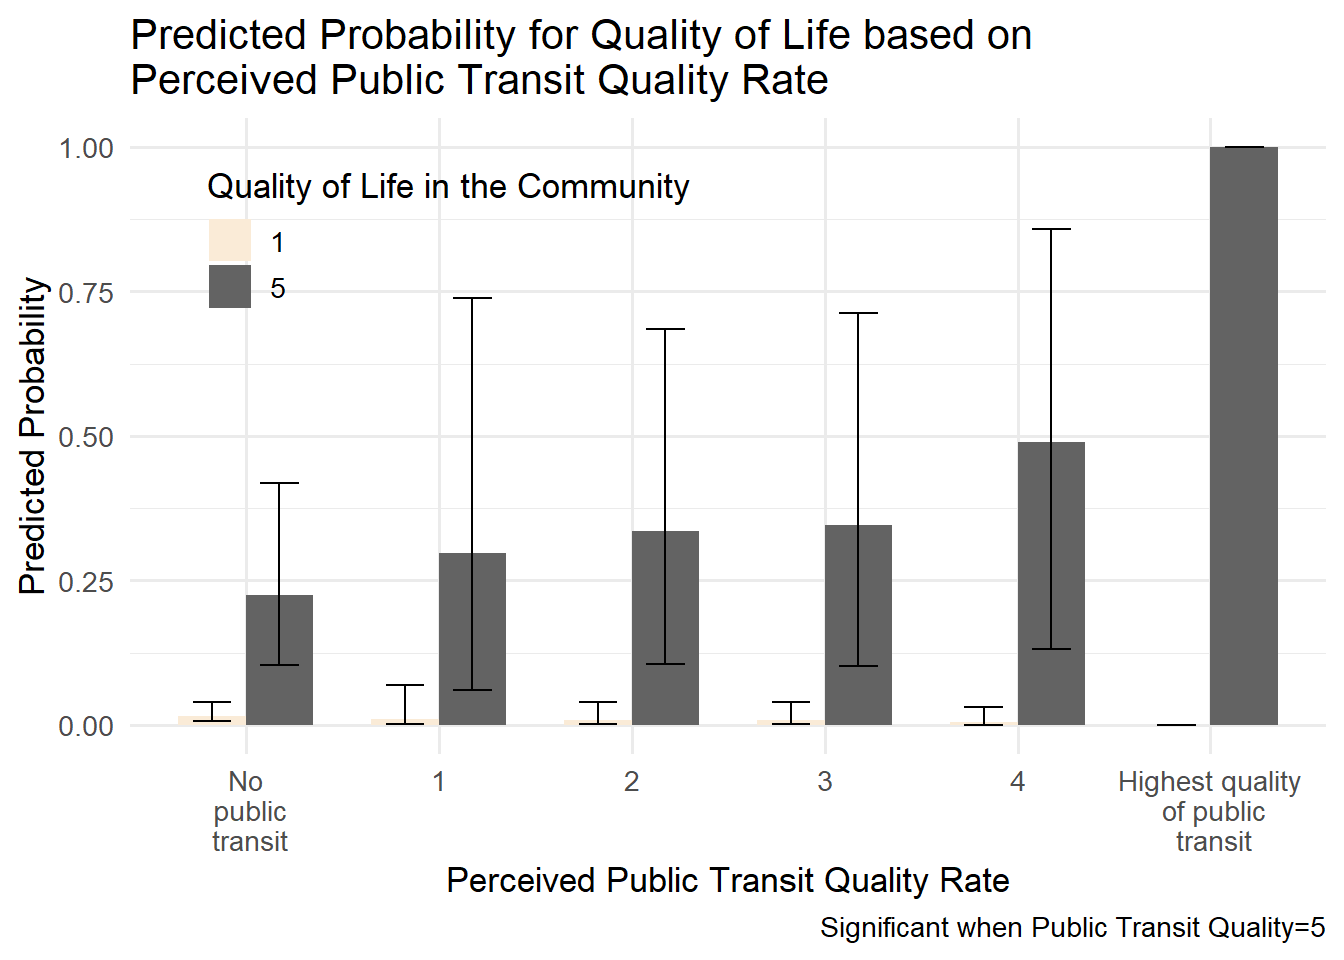 Predicted Probability for Quality of Life based on
Perceived Public Transit Quality Rate
Predicted Probability
1.00
0.75
0.50
0.25
0.00
Quality of Life in the Community
1
5
No
public
transit
1
2
3
4
Highest quality
of public
transit
Perceived Public Transit Quality Rate
Significant when Public Transit Quality=5